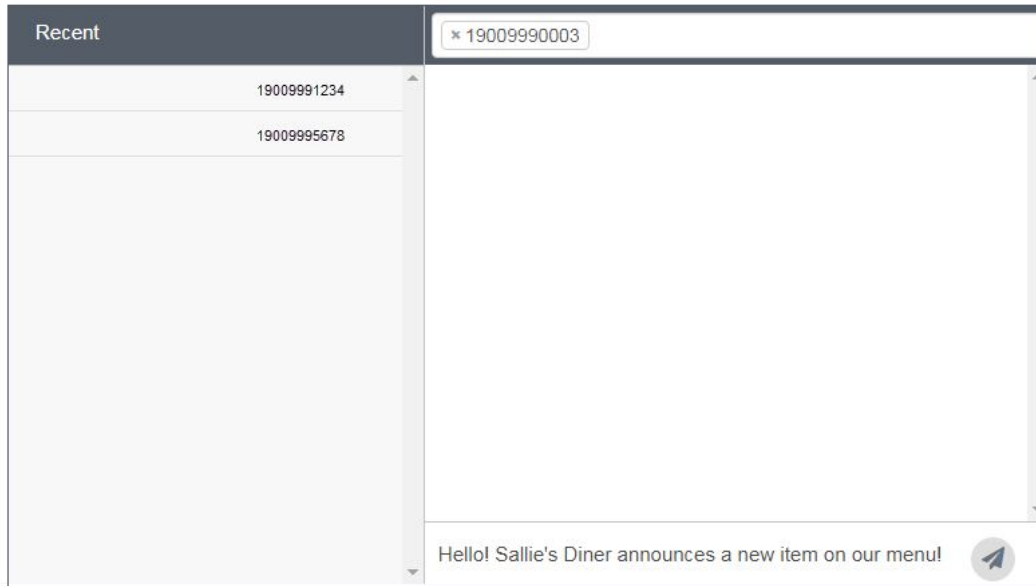 Recent
× 19009990003
19009991234
19009995678
Hello! Sallie's Diner announces a new item on our menu!